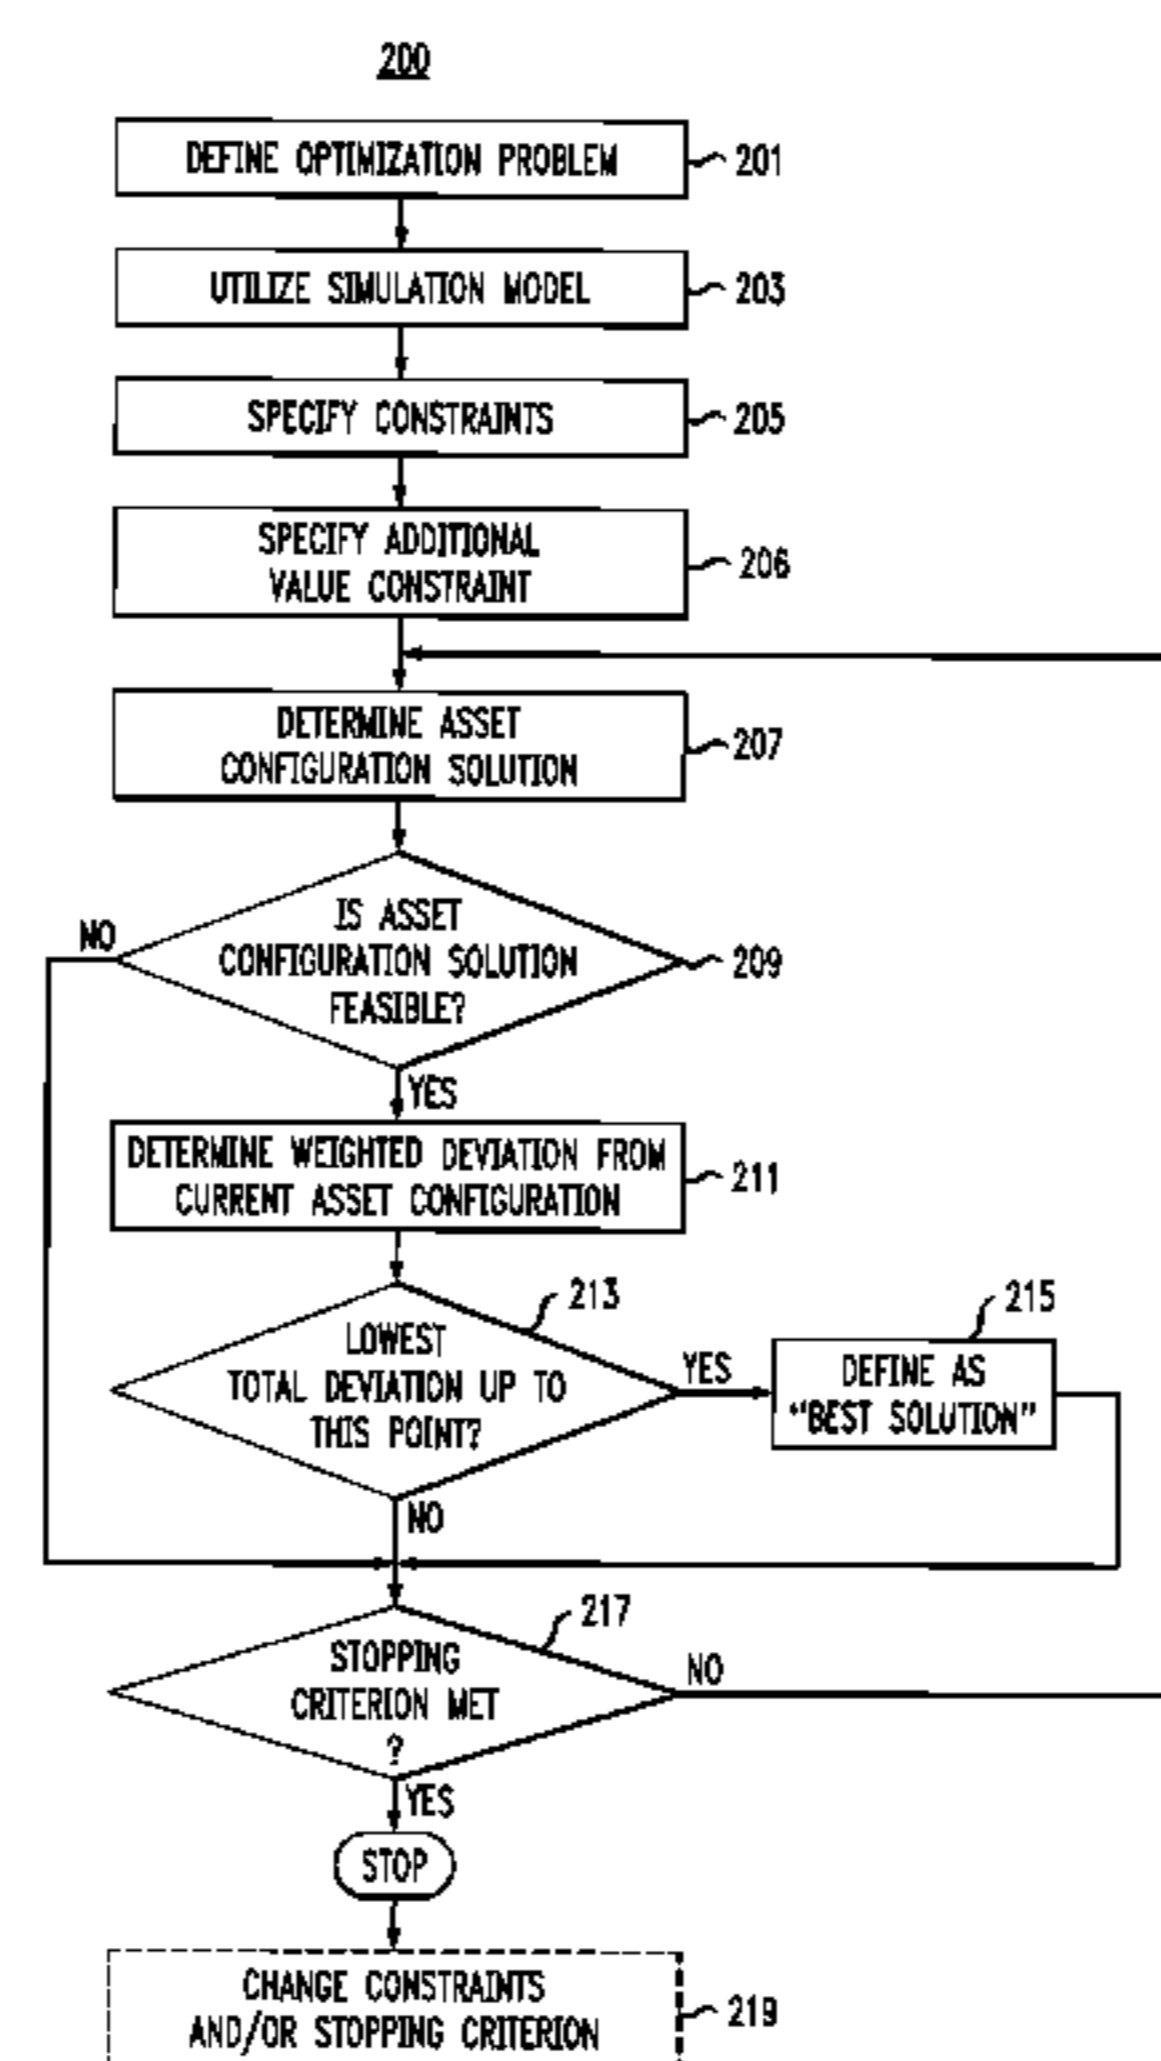 200
DEFINE OPTIMIZATION PROBLEM
201
UTILIZE SIMULATION MODEL
203
SPECIFY CONSTRAINTS
205
SPECIFY ADDITIONAL
VALUE CONSTRAINT
206
DETERMINE ASSET
CONFIGURATION SOLUTION
207
IS ASSET
CONFIGURATION SOLUTION
FEASIBLE?
209
NO
YES
DETERMINE WEIGHTED DEVIATION FROM
CURRENT ASSET CONFIGURATION
211
213
LOWEST
TOTAL DEVIATION UP TO
THIS POINT?
YES
215
DEFINE AS
"BEST SOLUTION"
NO
217
STOPPING
CRITERION MET
?
NO
YES
STOP
CHANGE CONSTRAINTS
AND/OR STOPPING CRITERION
219